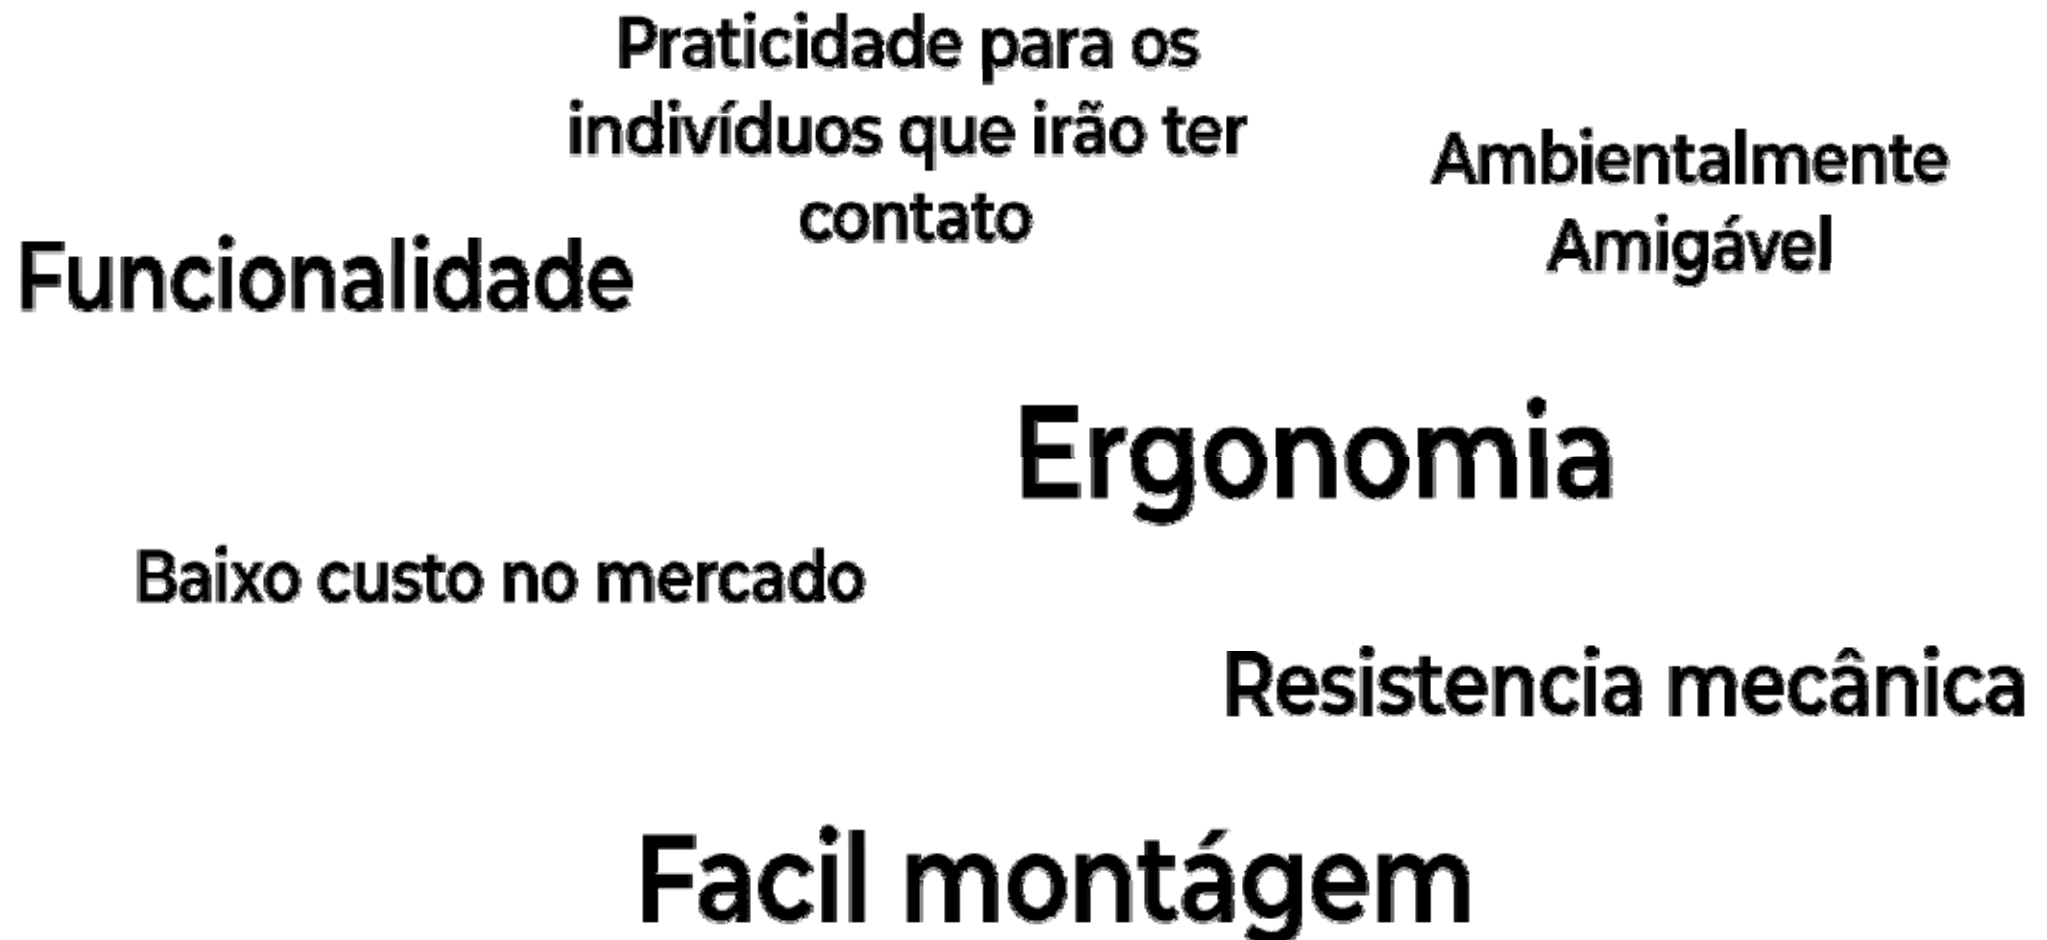 Praticidade para os
indivíduos que irão ter
contato
Ambientalmente
Amigável
Funcionalidade
Ergonomia
Baixo custo no mercado
Resistencia mecânica
Facil montágem